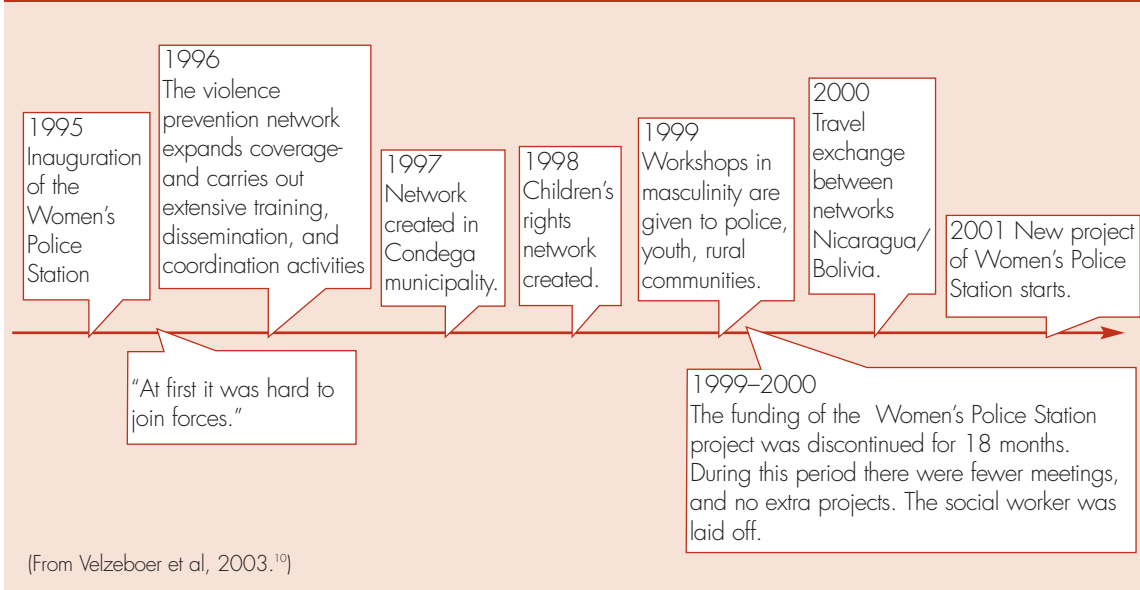 1995
Inauguration
of the
Women’s
Police
Station
1996
The violence
prevention network
expands coverage-
and carries out
extensive training,
dissemination, and
coordination activities
1997
Network
created in
Condega
municipality.
1998
Children’s
rights
network
created.
1999
Workshops in
masculinity are
given to police,
youth, rural
communities.
2000
Travel
exchange
between
networks
Nicaragua/
Bolivia.
2001 New project
of Women’s Police
Station starts.
“At first it was hard to
join forces.”
1999–2000
The funding of the Women’s Police Station
project was discontinued for 18 months.
During this period there were fewer meetings,
and no extra projects. The social worker was
laid off.
(From Velzeboer et al, 2003.¹⁰)